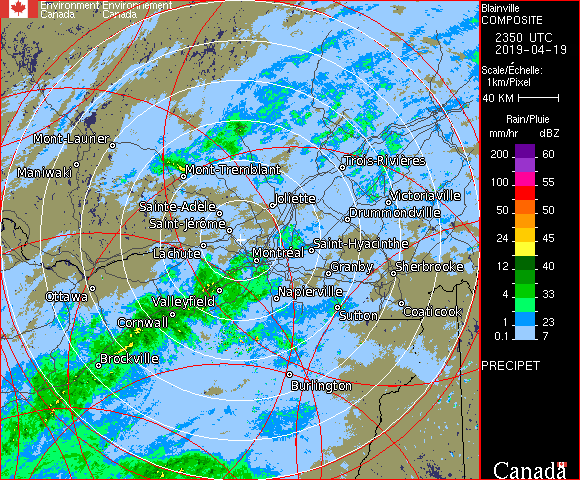 Environment Environnement
Canada Canada
Blainville
COMPOSITE
2350 UTC
2019-04-19
Scale/Échelle:
1km/Pixel
40 KM
Rain/Pluie
mm/hr dBZ
200 60
100 55
50 50
24 45
12 40
4 33
1 23
0.1 7
PRECIPET
Canada
Mont-Laurier
Maniwaki
Mont-Tremblant
Trois-Rivières
Joliette
Victoriaville
Sainte-Adèle
Drummondville
Saint-Jérôme
Lachute
Montréal
Saint-Hyacinthe
Granby
Sherbrooke
Ottawa
Valleyfield
Napierville
Cornwall
Sutton
Coaticook
Brockville
Burlington